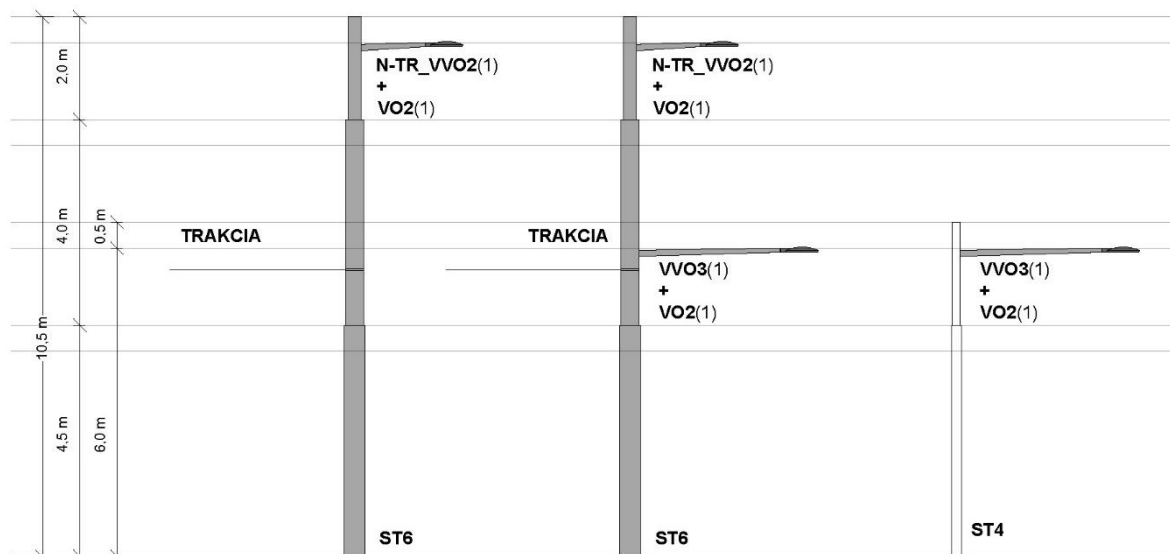 2.0 m
4.0 m
0.5 m
10,5 m
4.5 m
6.0 m
N-TR_VVO2(1)
+
VO2(1)
N-TR_VVO2(1)
+
VO2(1)
TRAKCIA
TRAKCIA
VVO3(1)
+
VO2(1)
VVO3(1)
+
VO2(1)
ST6
ST6
ST4